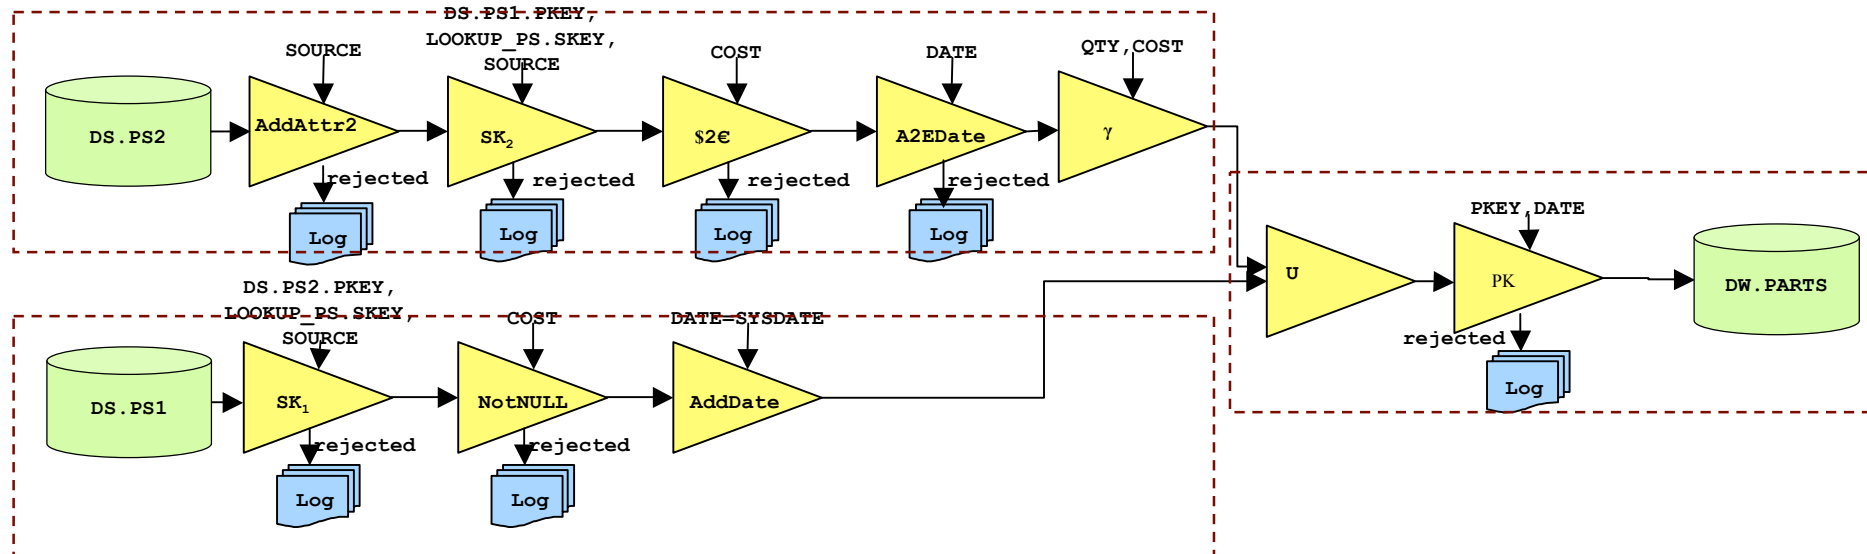 DS.PS1.PKEY,
LOOKUP_PS.SKEY,
SOURCE
SOURCE
COST
DATE
QTY,COST
DS.PS2
AddAttr2
SK2
$2€
A2EDate
γ
rejected
rejected
rejected
rejected
Log
Log
Log
Log
PKEY,DATE
U
PK
DW.PARTS
rejected
Log
DS.PS2.PKEY,
LOOKUP_PS.SKEY,
SOURCE
COST
DATE=SYSDATE
DS.PS1
SK1
NotNULL
AddDate
rejected
rejected
Log
Log